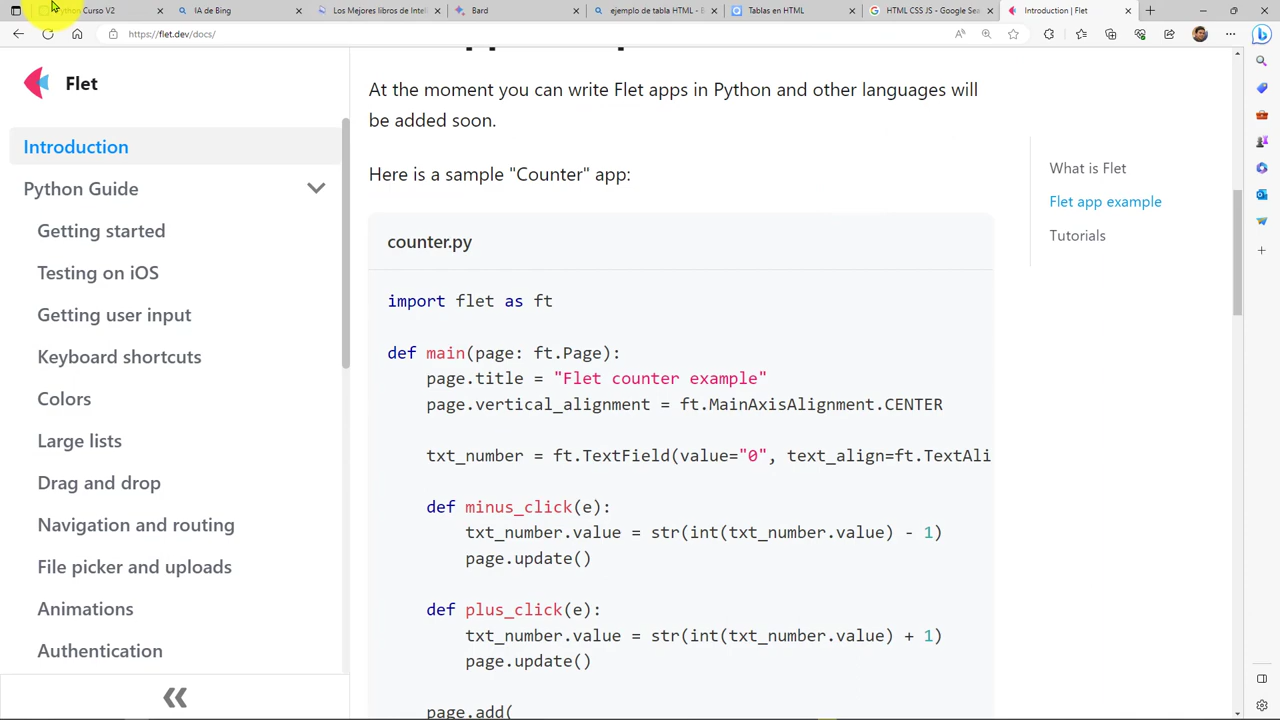 Python Curso V2
IA de Bing
Los Mejores libros de Intel
Bard
ejemplo de tabla HTML - B
Tablas en HTML
HTML CSS JS - Google Sea
Introduction | Flet
https://flet.dev/docs/
Flet
Introduction
Python Guide
Getting started
Testing on iOS
Getting user input
Keyboard shortcuts
Colors
Large lists
Drag and drop
Navigation and routing
File picker and uploads
Animations
Authentication
At the moment you can write Flet apps in Python and other languages will
be added soon.
Here is a sample "Counter" app:
counter.py
import flet as ft
def main(page: ft.Page):
page.title = "Flet counter example"
page.vertical_alignment = ft.MainAxisAlignment.CENTER
txt_number = ft.TextField(value="0", text_align=ft.TextAli
def minus_click(e):
txt_number.value = str(int(txt_number.value) - 1)
page.update()
def plus_click(e):
txt_number.value = str(int(txt_number.value) + 1)
page.update()
page.add(
What is Flet
Flet app example
Tutorials